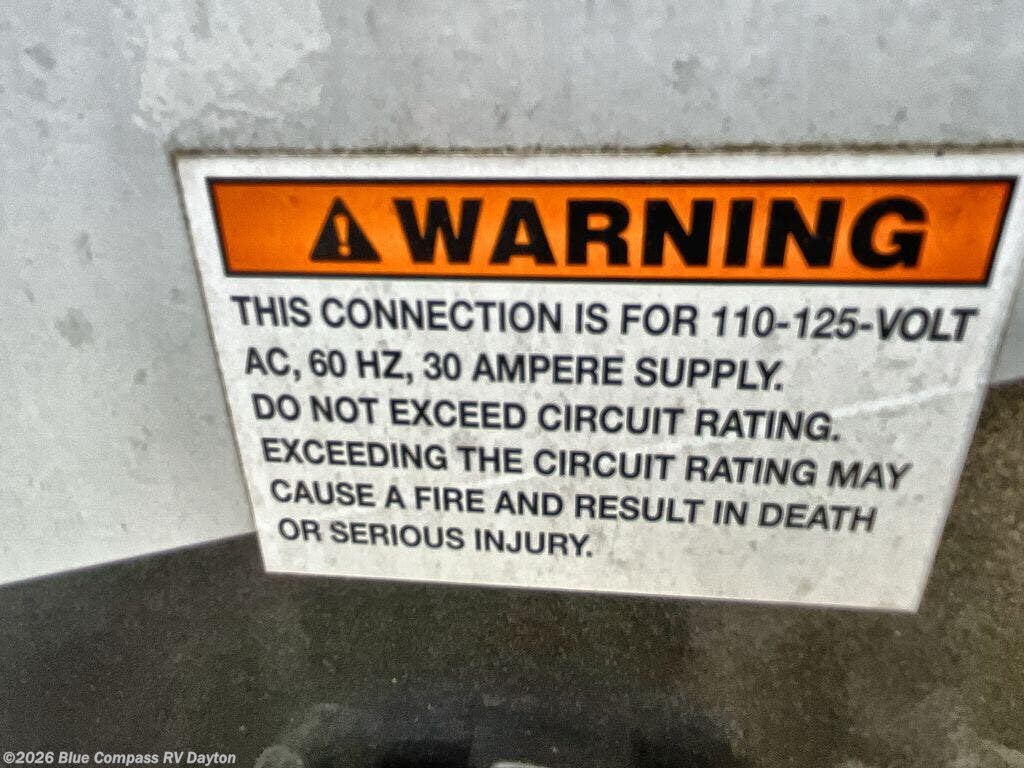 WARNING
THIS CONNECTION IS FOR 110-125-VOLT
AC, 60 HZ, 30 AMPERE SUPPLY.
DO NOT EXCEED CIRCUIT RATING.
EXCEEDING THE CIRCUIT RATING MAY
CAUSE A FIRE AND RESULT IN DEATH
OR SERIOUS INJURY.
©2026 Blue Compass RV Dayton